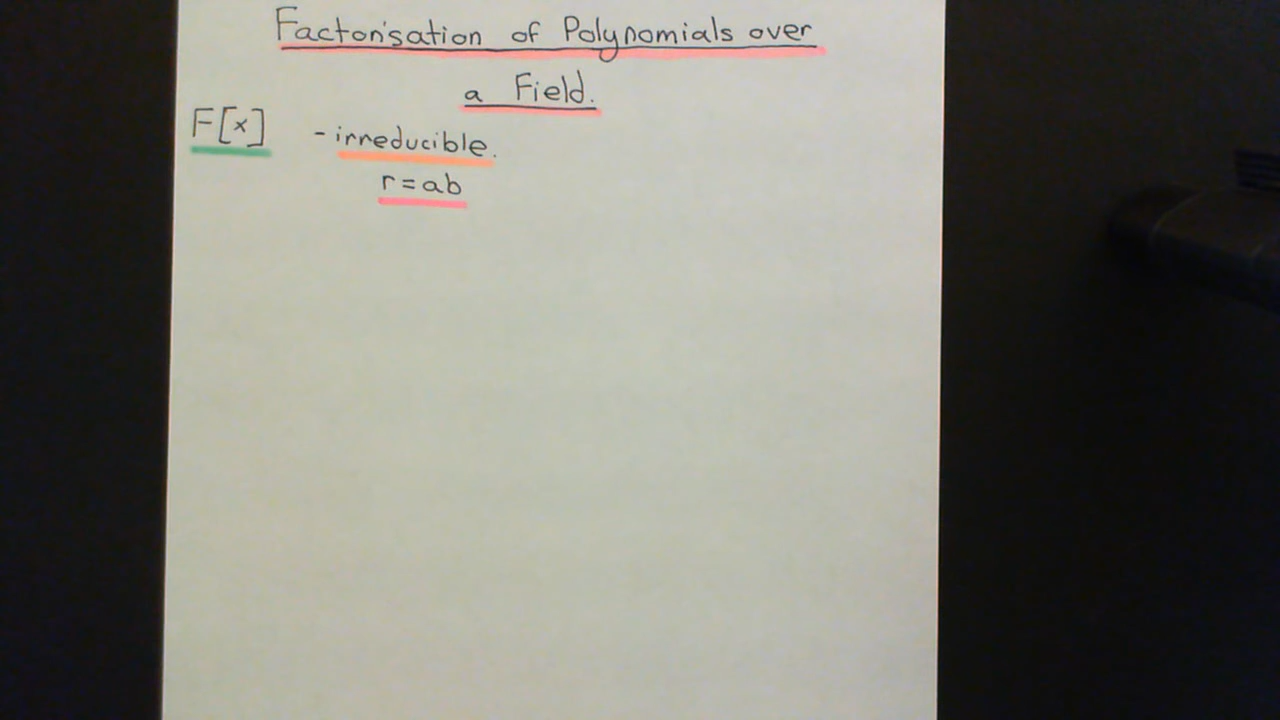 Factorisation of Polynomials over
a Field.
F[x] - irreducible.
r=ab